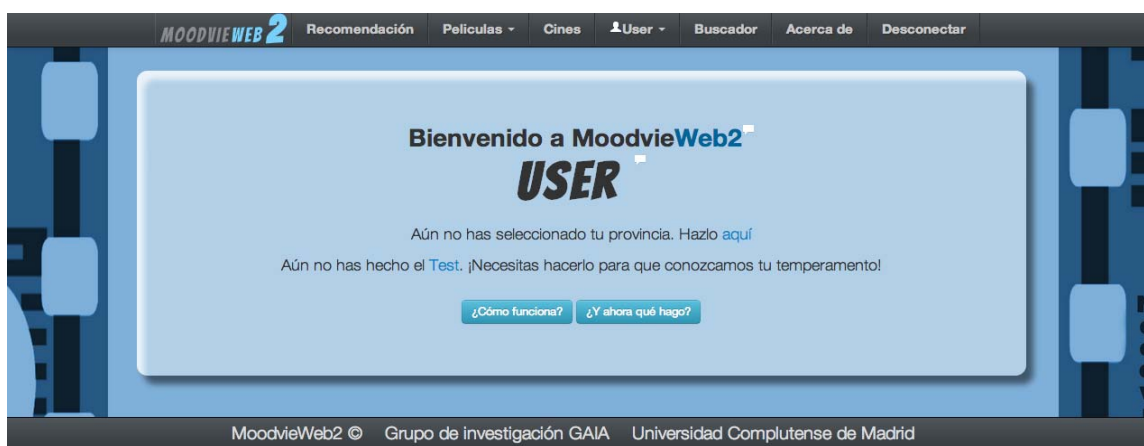 MOODVIEWEB2 Recomendación Peliculas Cines User Buscador Acerca de Desconectar
Bienvenido a MoodvieWeb2
USER
Aún no has seleccionado tu provincia. Hazlo aquí
Aún no has hecho el Test. ¡Necesitas hacerlo para que conozcamos tu temperamento!
¿Cómo funciona? ¿Y ahora qué hago?
MoodvieWeb2 © Grupo de investigación GAIA Universidad Complutense de Madrid